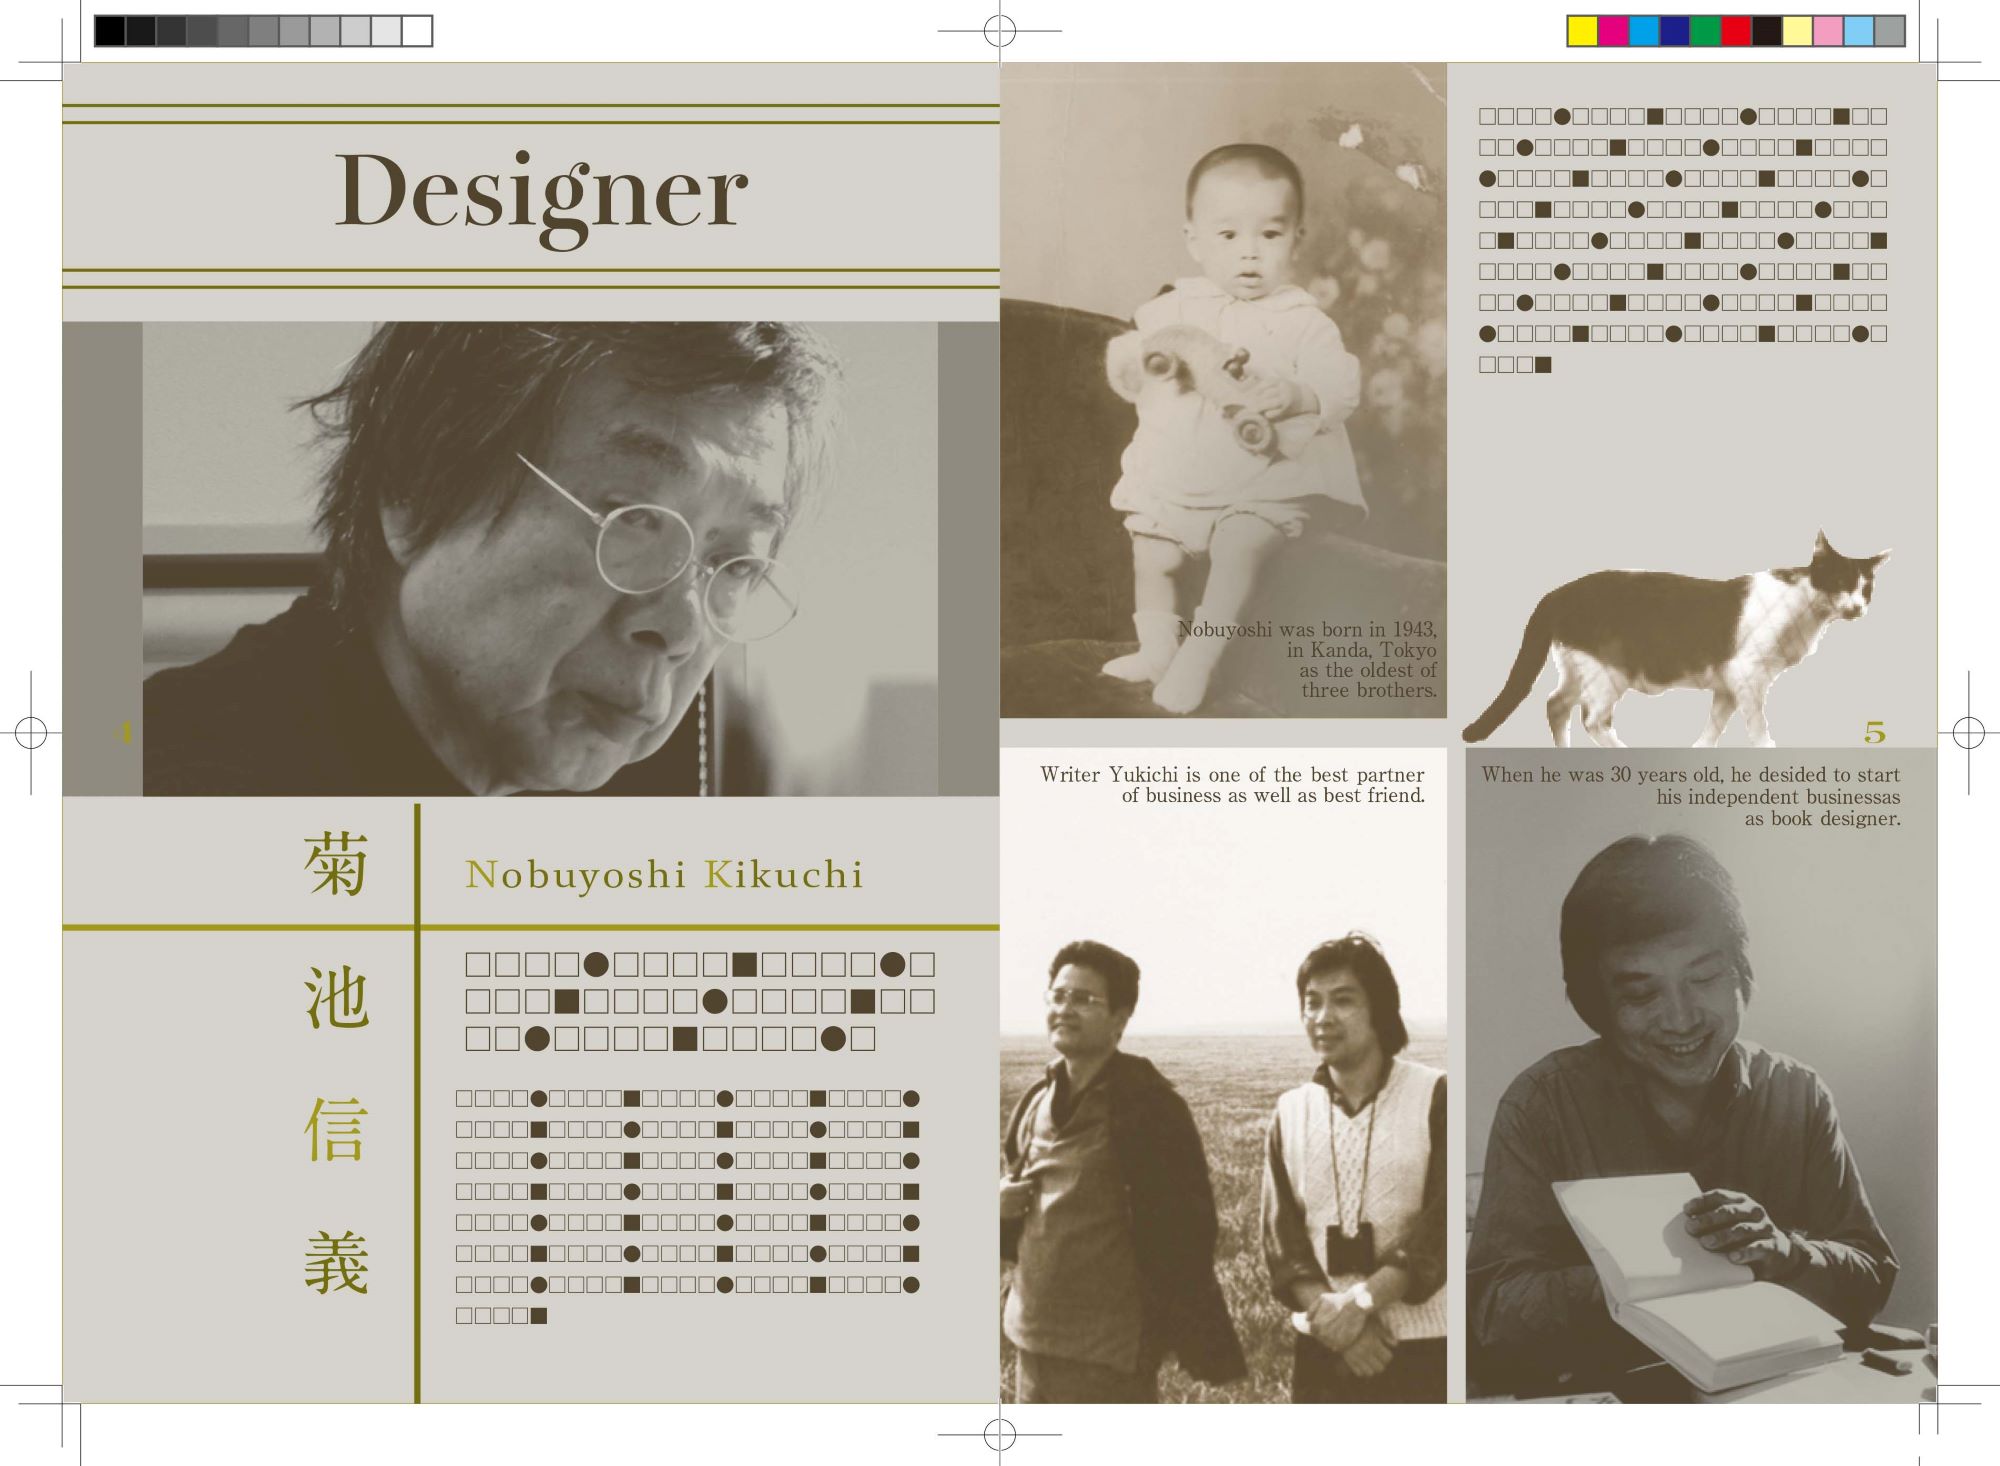 Designer
4
菊池信義
Nobuyoshi Kikuchi
□□□□●□□□□■□□□□●□
□□□■□□□□●□□□□■□□
□□●□□□□■□□□□●□
□□□□●□□□□■□□□□●□□□□■□□□□●
□□□□■□□□□●□□□□■□□□□●□□□□■
□□□□●□□□□■□□□□●□□□□■□□□□●
□□□□■□□□□●□□□□■□□□□●□□□□■
□□□□●□□□□■□□□□●□□□□■□□□□●
□□□□■□□□□●□□□□■□□□□●□□□□■
□□□□●□□□□■□□□□●□□□□■□□□□●
□□□□■
Nobuyoshi was born in 1943,
in Kanda, Tokyo
as the oldest of
three brothers.
□□□□●□□□□■□□□□●□□□□■□□
□□●□□□□■□□□□●□□□□■□□□□
●□□□□■□□□□●□□□□■□□□□●□
□□□■□□□□●□□□□■□□□□●□□□
□■□□□□●□□□□■□□□□●□□□□■
□□□□●□□□□■□□□□●□□□□■□□
□□●□□□□■□□□□●□□□□■□□□□
●□□□□■□□□□●□□□□■□□□□●□
□□□■
5
Writer Yukichi is one of the best partner
of business as well as best friend.
When he was 30 years old, he desided to start
his independent businessas
as book designer.